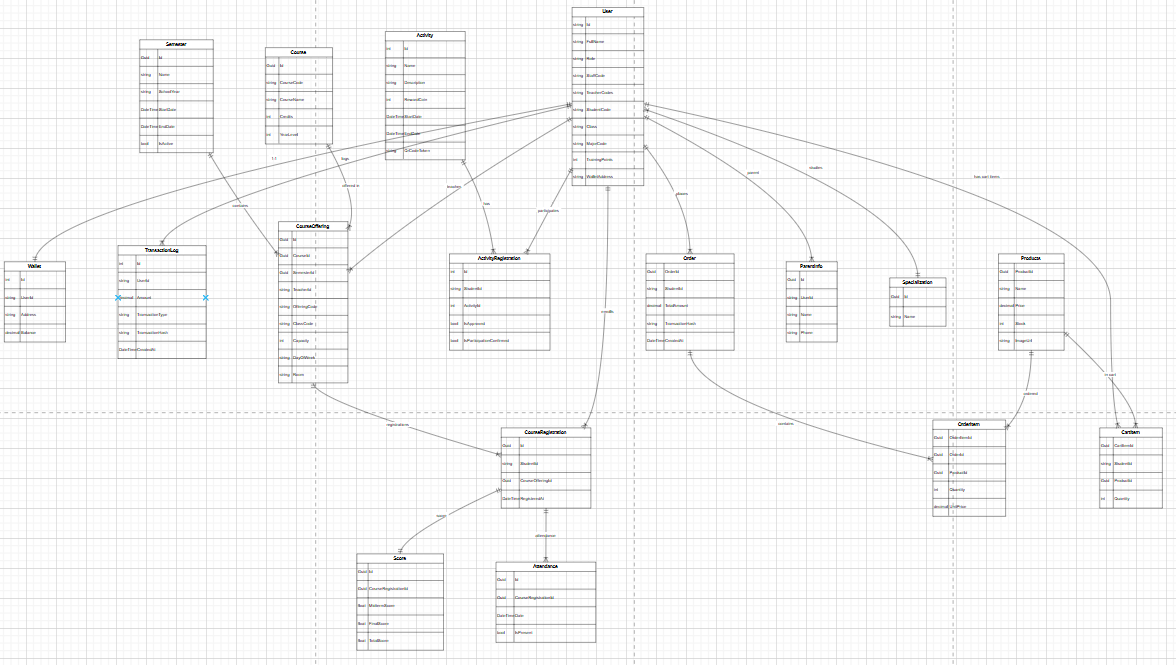 User
string Id
string FullName
string Role
string StaffCode
string TeacherCode
string StudentCode
string Class
string MajorCode
int TrainingPoints
string WalletAddress
Activity
int Id
string Name
string Description
int RewardCoin
DateTime StartDate
DateTime EndDate
string QrCodeToken
Semester
Guid Id
string Name
string SchoolYear
DateTime StartDate
DateTime EndDate
bool IsActive
Course
Guid Id
string CourseCode
string CourseName
int Credits
int YearLevel
1:1
logs
offered in
contains
teaches
has
participates
places
parent
studies
has cart items
CourseOffering
Guid Id
Guid CourseId
Guid SemesterId
string TeacherId
string OfferingCode
string ClassCode
int Capacity
string DayOfWeek
string Room
TransactionLog
int Id
string UserId
decimal Amount
string TransactionType
string TransactionHash
DateTime CreatedAt
Wallet
int Id
string UserId
string Address
decimal Balance
ActivityRegistration
int Id
string StudentId
int ActivityId
bool IsApproved
bool IsParticipationConfirmed
Order
Guid OrderId
string StudentId
decimal TotalAmount
string TransactionHash
DateTime CreatedAt
ParentInfo
Guid Id
string UserId
string Name
string Phone
Specialization
Guid Id
string Name
Products
Guid ProductId
string Name
decimal Price
int Stock
string ImageUrl
enrolls
in cart
ordered
registrations
contains
CourseRegistration
Guid Id
string StudentId
Guid CourseOfferingId
DateTime RegisteredAt
OrderItem
Guid OrderItemId
Guid OrderId
Guid ProductId
int Quantity
decimal UnitPrice
CartItem
Guid CartItemId
string StudentId
Guid ProductId
int Quantity
score
attendance
Score
Guid Id
Guid CourseRegistrationId
float MidtermScore
float FinalScore
float TotalScore
Attendance
Guid Id
Guid CourseRegistrationId
DateTime Date
bool IsPresent